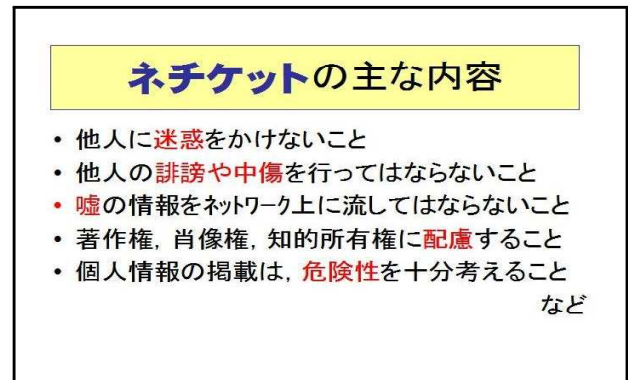 ネチケットの主な内容
• 他人に迷惑をかけないこと
• 他人の誹謗や中傷を行ってはならないこと
• 嘘の情報をネットワーク上に流してはならないこと
• 著作権，肖像権，知的所有権に配慮すること
• 個人情報の掲載は，危険性を十分考えること
など